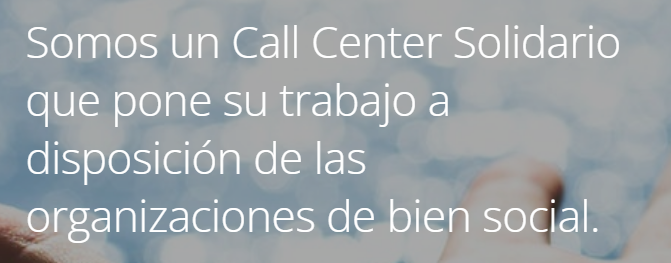 Somos un Call Center Solidario
que pone su trabajo a
disposición de las
organizaciones de bien social.